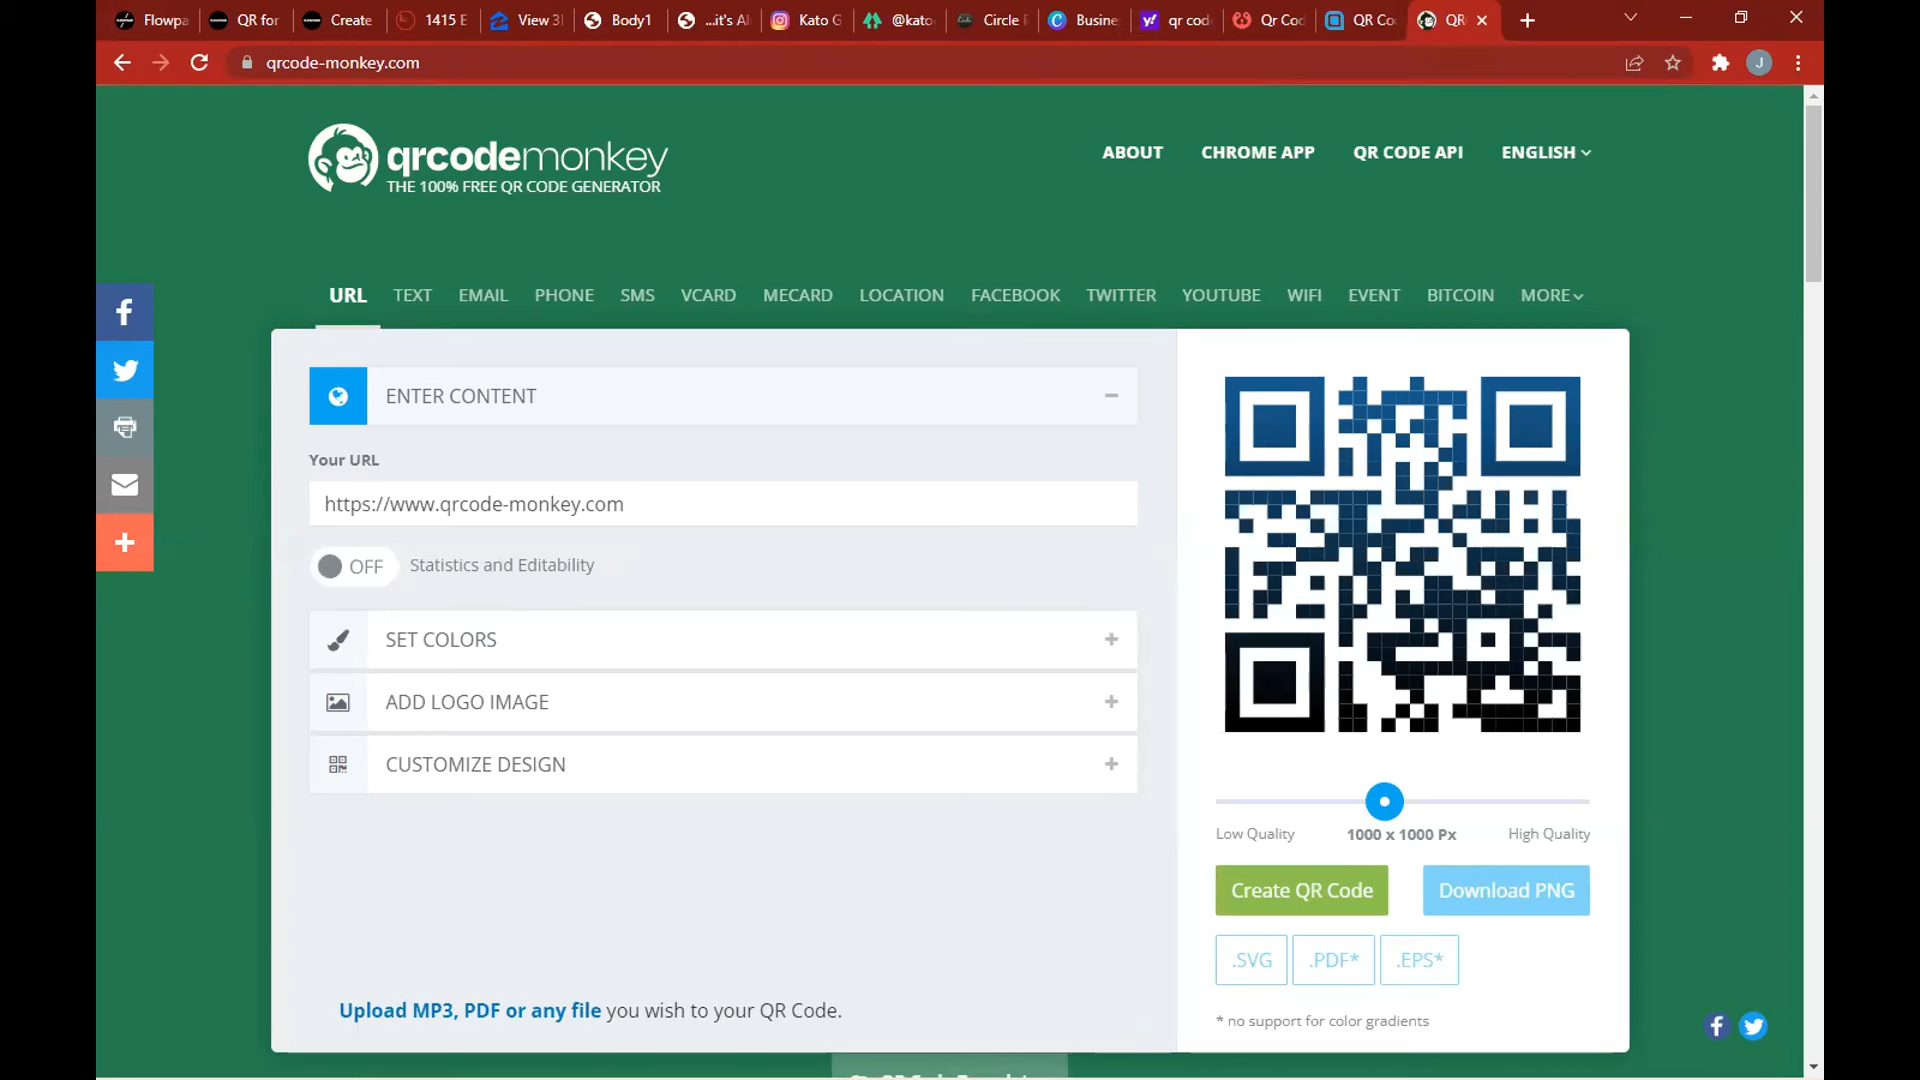 Flowpa QR for Create 1415 E View 3 Body1 ...it's Al Kato G @kato Circle Busine qr cod Qr Cod QR Co QR
qrcode-monkey.com J
qrcodemonkey
THE 100% FREE QR CODE GENERATOR
ABOUT CHROME APP QR CODE API ENGLISH
URL TEXT EMAIL PHONE SMS VCARD MECARD LOCATION FACEBOOK TWITTER YOUTUBE WIFI EVENT BITCOIN MORE
ENTER CONTENT
Your URL
https://www.qrcode-monkey.com
OFF Statistics and Editability
SET COLORS
ADD LOGO IMAGE
CUSTOMIZE DESIGN
Low Quality 1000 x 1000 Px High Quality
Create QR Code Download PNG
.SVG .PDF* .EPS*
Upload MP3, PDF or any file you wish to your QR Code.
* no support for color gradients